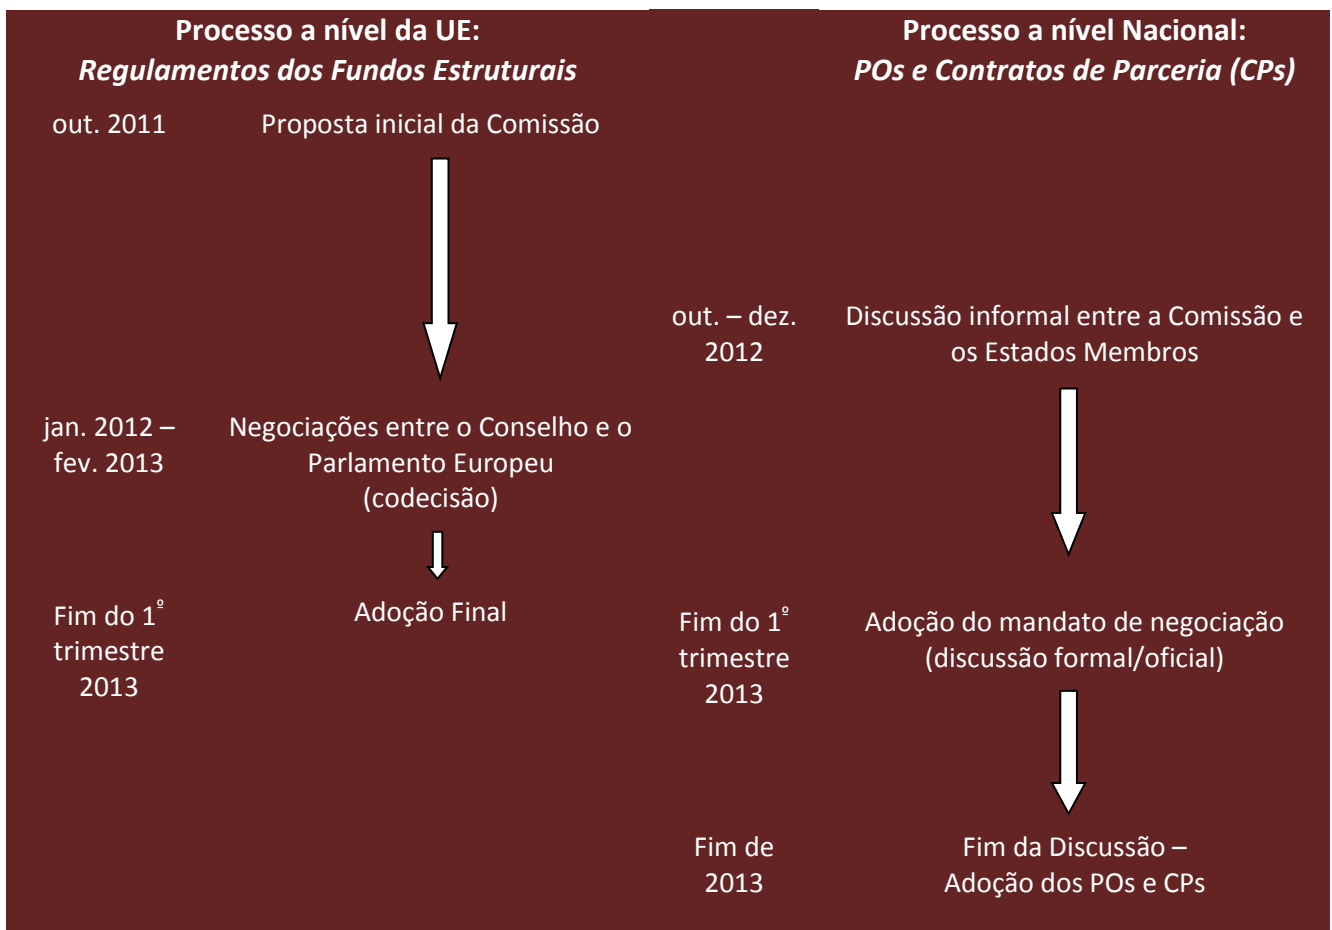 Processo a nível da UE:
Regulamentos dos Fundos Estruturais
out. 2011
Proposta inicial da Comissão
jan. 2012 –
fev. 2013
Negociações entre o Conselho e o
Parlamento Europeu
(codecisão)
Fim do 1º
trimestre
2013
Adoção Final
Processo a nível Nacional:
POs e Contratos de Parceria (CPs)
out. – dez.
2012
Discussão informal entre a Comissão e
os Estados Membros
Fim do 1º
trimestre
2013
Adoção do mandato de negociação
(discussão formal/oficial)
Fim de
2013
Fim da Discussão –
Adoção dos POs e CPs